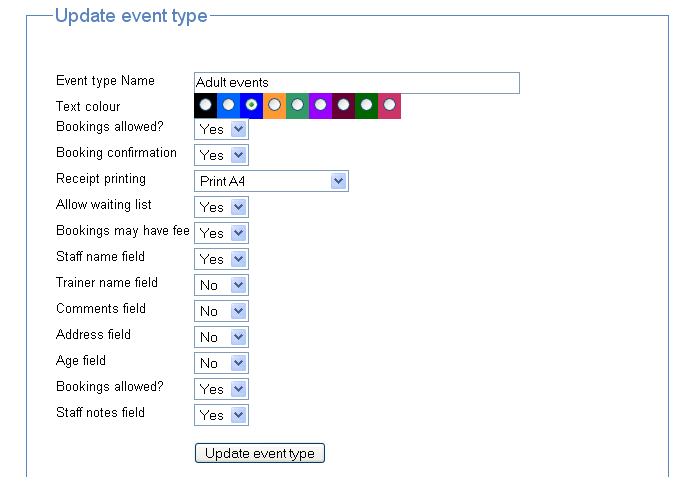 Update event type
Event type Name Adult events
Text colour
Bookings allowed? Yes
Booking confirmation Yes
Receipt printing Print A4
Allow waiting list Yes
Bookings may have fee Yes
Staff name field Yes
Trainer name field No
Comments field No
Address field No
Age field No
Bookings allowed? Yes
Staff notes field Yes
Update event type